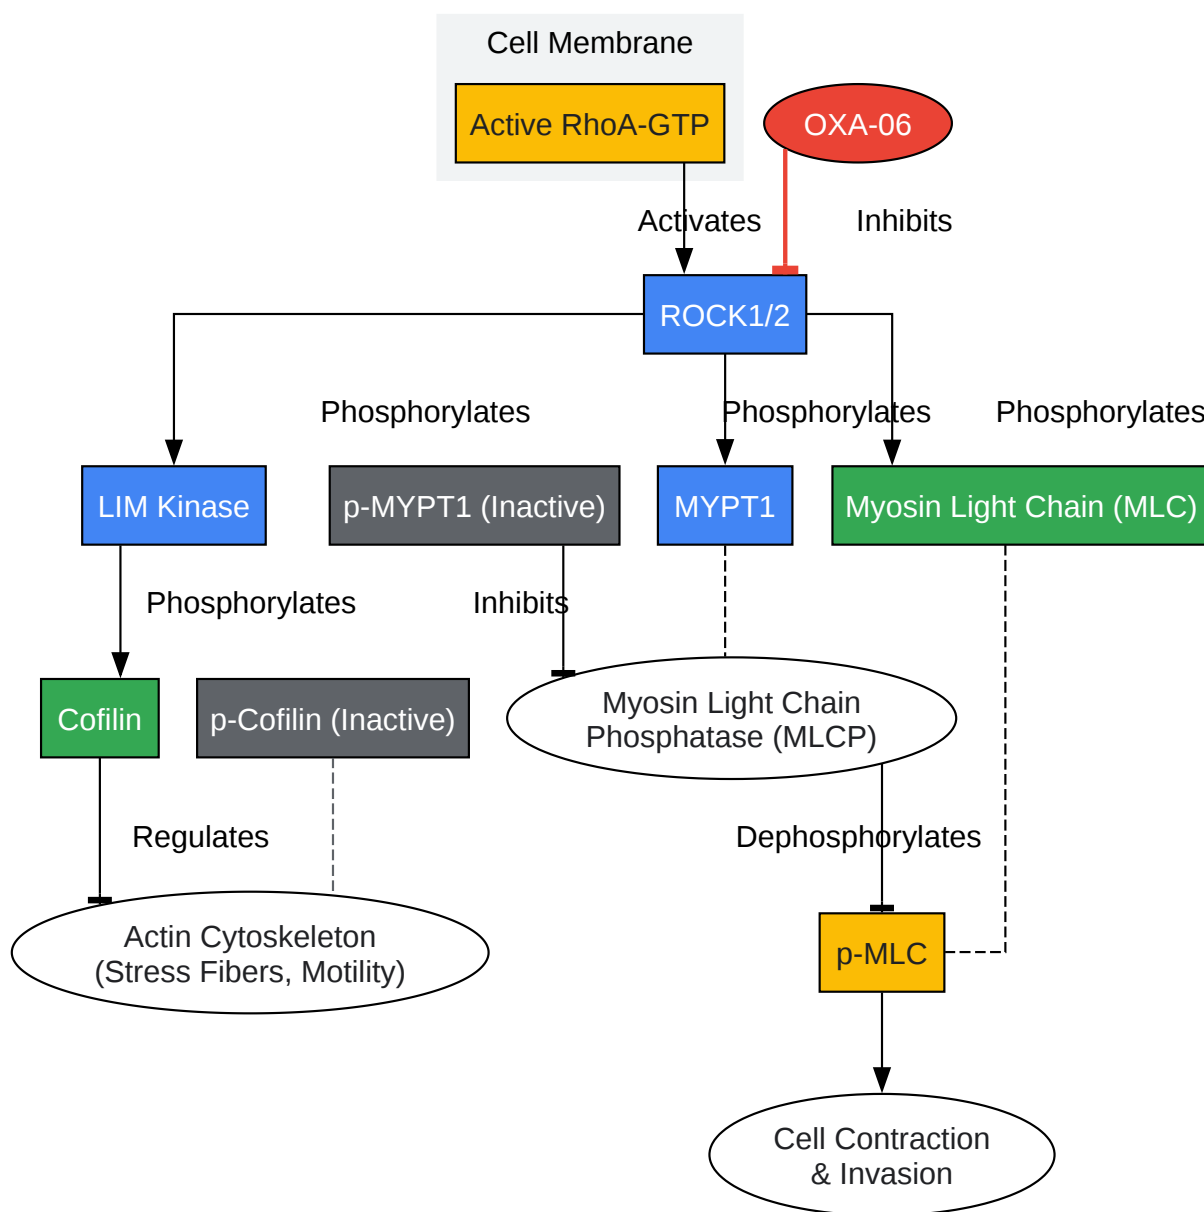 Cell Membrane
Active RhoA-GTP
OXA-06
Activates
Inhibits
ROCK1/2
Phosphorylates
Phosphorylates
Phosphorylates
LIM Kinase
p-MYPT1 (Inactive)
MYPT1
Myosin Light Chain (MLC)
Phosphorylates
Inhibits
Cofilin
p-Cofilin (Inactive)
Myosin Light Chain
Phosphatase (MLCP)
Regulates
Dephosphorylates
Actin Cytoskeleton
(Stress Fibers, Motility)
p-MLC
Cell Contraction
& Invasion